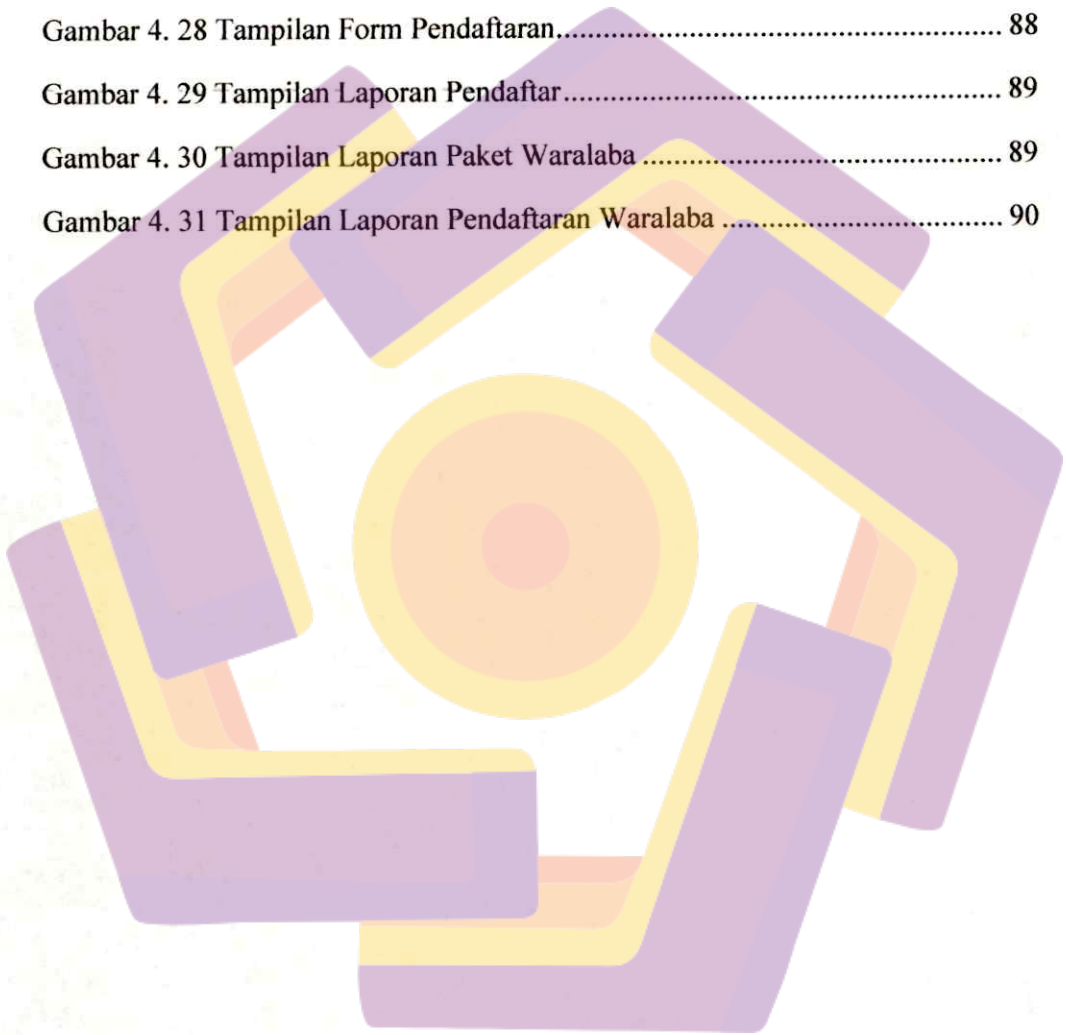 Gambar 4. 28 Tampilan Form Pendaftaran........................................................ 88
Gambar 4. 29 Tampilan Laporan Pendaftar....................................................... 89
Gambar 4. 30 Tampilan Laporan Paket Waralaba ............................................. 89
Gambar 4. 31 Tampilan Laporan Pendaftaran Waralaba ................................... 90